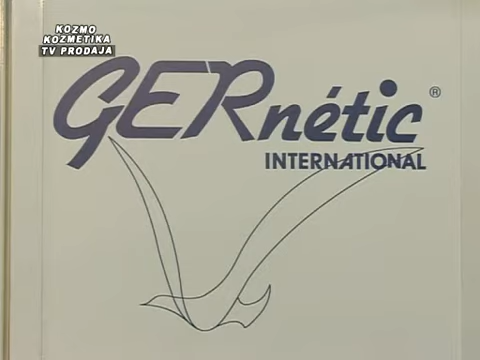 KOZMO
KOZMETIKA
TV PRODAJA
GERnétic ®
INTERNATIONAL